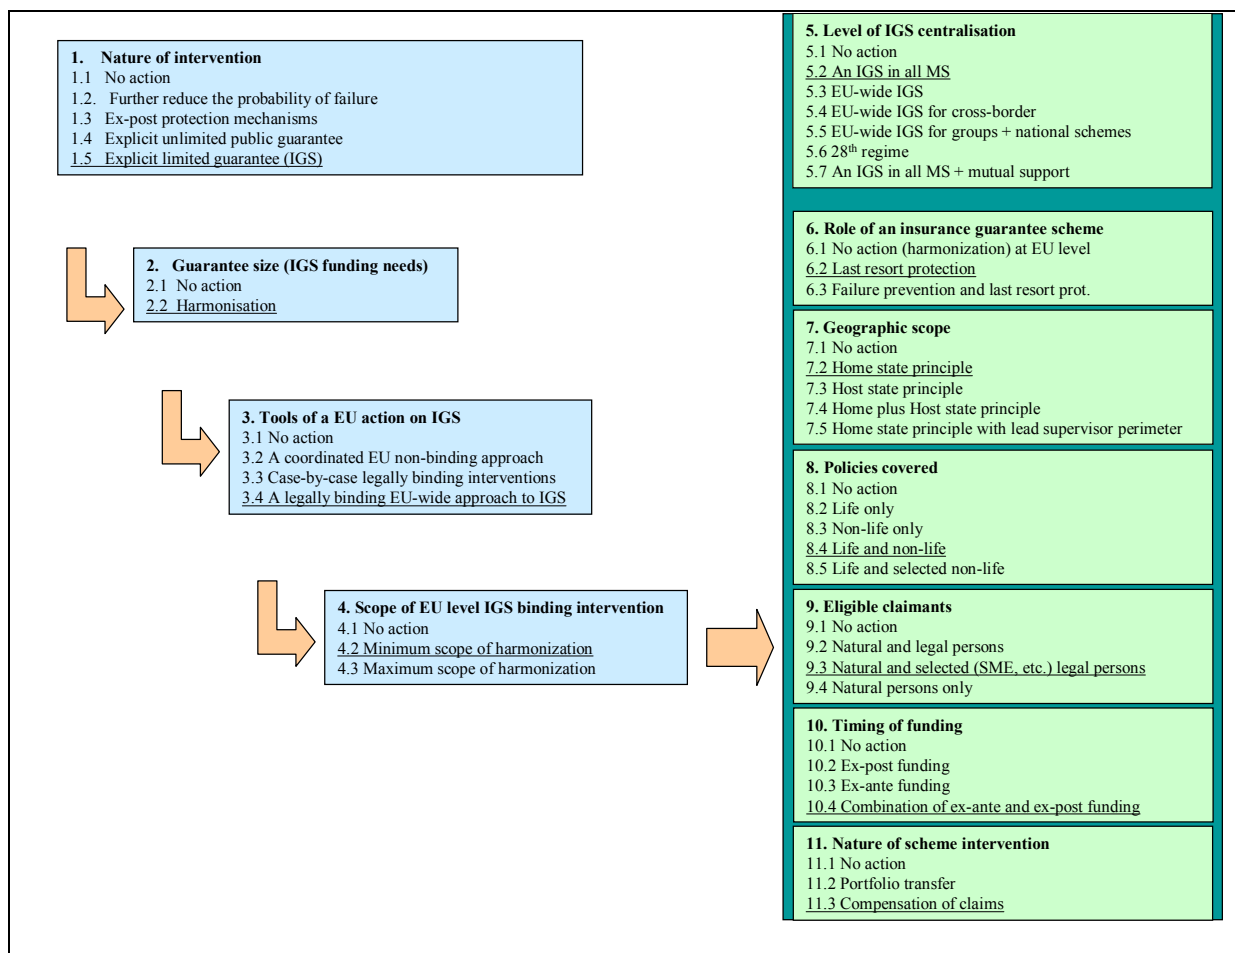 1. Nature of intervention
1.1 No action
1.2. Further reduce the probability of failure
1.3 Ex-post protection mechanisms
1.4 Explicit unlimited public guarantee
1.5 Explicit limited guarantee (IGS)
2. Guarantee size (IGS funding needs)
2.1 No action
2.2 Harmonisation
3. Tools of a EU action on IGS
3.1 No action
3.2 A coordinated EU non-binding approach
3.3 Case-by-case legally binding interventions
3.4 A legally binding EU-wide approach to IGS
4. Scope of EU level IGS binding intervention
4.1 No action
4.2 Minimum scope of harmonization
4.3 Maximum scope of harmonization
5. Level of IGS centralisation
5.1 No action
5.2 An IGS in all MS
5.3 EU-wide IGS
5.4 EU-wide IGS for cross-border
5.5 EU-wide IGS for groups + national schemes
5.6 28th regime
5.7 An IGS in all MS + mutual support
6. Role of an insurance guarantee scheme
6.1 No action (harmonization) at EU level
6.2 Last resort protection
6.3 Failure prevention and last resort prot.
7. Geographic scope
7.1 No action
7.2 Home state principle
7.3 Host state principle
7.4 Home plus Host state principle
7.5 Home state principle with lead supervisor perimeter
8. Policies covered
8.1 No action
8.2 Life only
8.3 Non-life only
8.4 Life and non-life
8.5 Life and selected non-life
9. Eligible claimants
9.1 No action
9.2 Natural and legal persons
9.3 Natural and selected (SME, etc.) legal persons
9.4 Natural persons only
10. Timing of funding
10.1 No action
10.2 Ex-post funding
10.3 Ex-ante funding
10.4 Combination of ex-ante and ex-post funding
11. Nature of scheme intervention
11.1 No action
11.2 Portfolio transfer
11.3 Compensation of claims